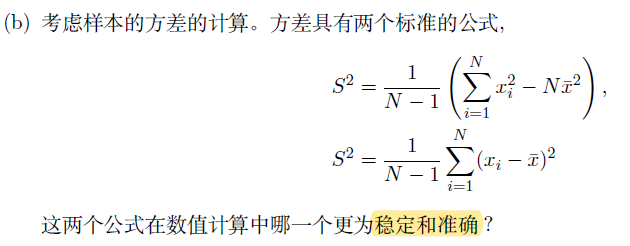 (b) 考虑样本的方差的计算。方差具有两个标准的公式,
S² = \frac{1}{N − 1} \left( \sum_{i=1}^{N} x_i^2 − N\bar{x}^2 \right),
S² = \frac{1}{N − 1} \sum_{i=1}^{N} (x_i − \bar{x})^2
这两个公式在数值计算中哪一个更为稳定和准确?